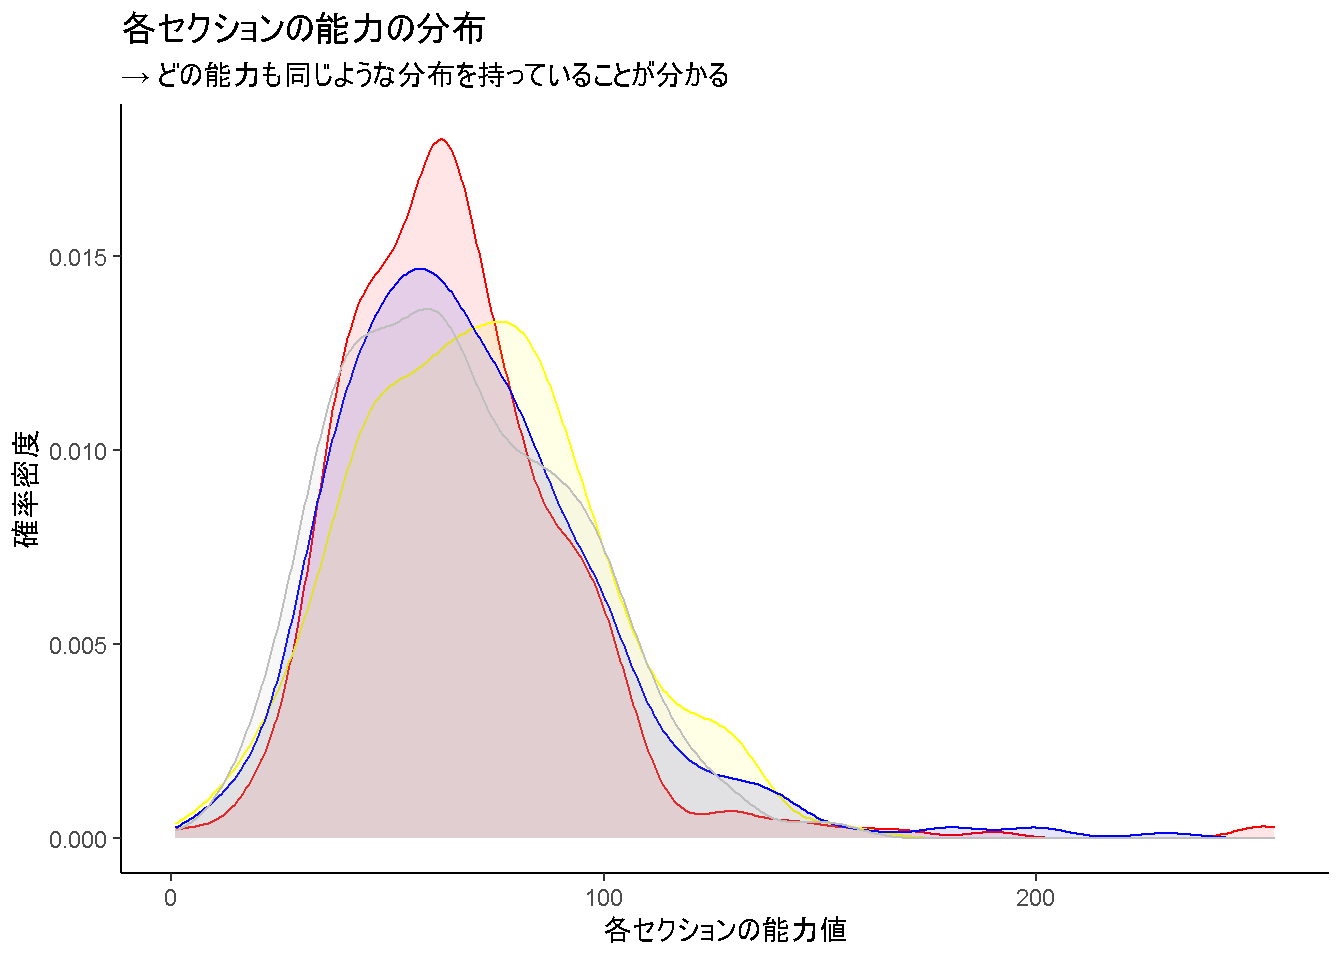 各セクションの能力の分布
→ どの能力も同じような分布を持っていることが分かる
確率密度
0.015
0.010
0.005
0.000
0
100
200
各セクションの能力値